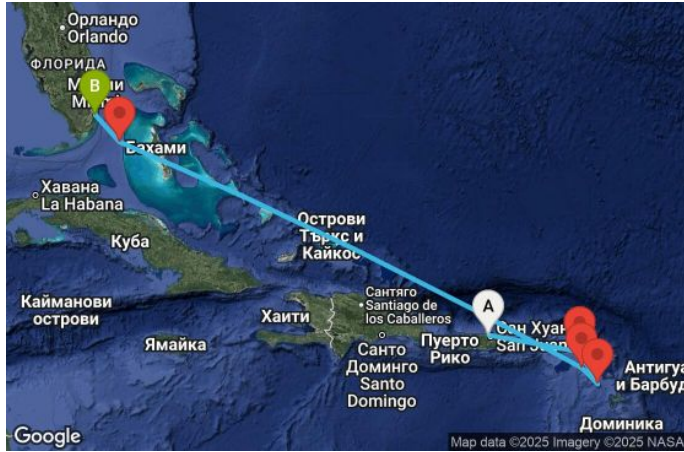 Орландо
Orlando
ФЛОРИДА
B
Бахами
Хавана
La Habana
Куба
Острови
Търкс и
Кайкос
Кайманови
острови
Ямайка
Хаити
Сантяго
Santiago de
los Caballeros
Санто
Доминго
Santo
Domingo
A
Пуерто
Рико
Сан Хуан
San Juan
Антигуа
и Барбуд
Доминика
Google
Map data ©2025 Imagery ©2025 NASA